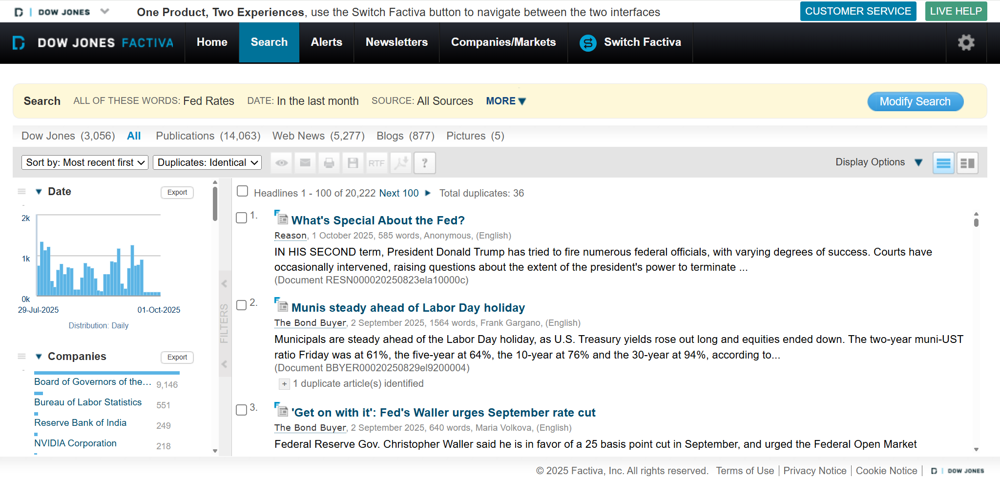 DOW JONES
One Product, Two Experiences, use the Switch Factiva button to navigate between the two interfaces
CUSTOMER SERVICE
LIVE HELP
DOW JONES FACTIVA
Home
Search
Alerts
Newsletters
Companies/Markets
Switch Factiva
Search ALL OF THESE WORDS: Fed Rates DATE: In the last month SOURCE: All Sources MORE
Modify Search
Dow Jones (3,056) All Publications (14,063) Web News (5,277) Blogs (877) Pictures (5)
Sort by: Most recent first
Duplicates: Identical
RTF
?
Display Options
Date
Export
2k
1k
0k
29-Jul-2025
01-Oct-2025
Distribution: Daily
Companies
Export
Board of Governors of the... 9,146
Bureau of Labor Statistics 551
Reserve Bank of India 249
NVIDIA Corporation 218
FILTERS
Headlines 1 - 100 of 20,222 Next 100 Total duplicates: 36
1. What's Special About the Fed?
Reason, 1 October 2025, 585 words, Anonymous, (English)
IN HIS SECOND term, President Donald Trump has tried to fire numerous federal officials, with varying degrees of success. Courts have
occasionally intervened, raising questions about the extent of the president's power to terminate ...
(Document RESN000020250823ela10000c)
2. Munis steady ahead of Labor Day holiday
The Bond Buyer, 2 September 2025, 1564 words, Frank Gargano, (English)
Municipals are steady ahead of the Labor Day holiday, as U.S. Treasury yields rose out long and equities ended down. The two-year muni-UST
ratio Friday was at 61%, the five-year at 64%, the 10-year at 76% and the 30-year at 94%, according to...
(Document BBYER00020250829el9200004)
+ 1 duplicate article(s) identified
3. 'Get on with it': Fed's Waller urges September rate cut
The Bond Buyer, 2 September 2025, 640 words, Maria Volkova, (English)
Federal Reserve Gov. Christopher Waller said he is in favor of a 25 basis point cut in September, and urged the Federal Open Market
© 2025 Factiva, Inc. All rights reserved. Terms of Use | Privacy Notice | Cookie Notice | DOW JONES